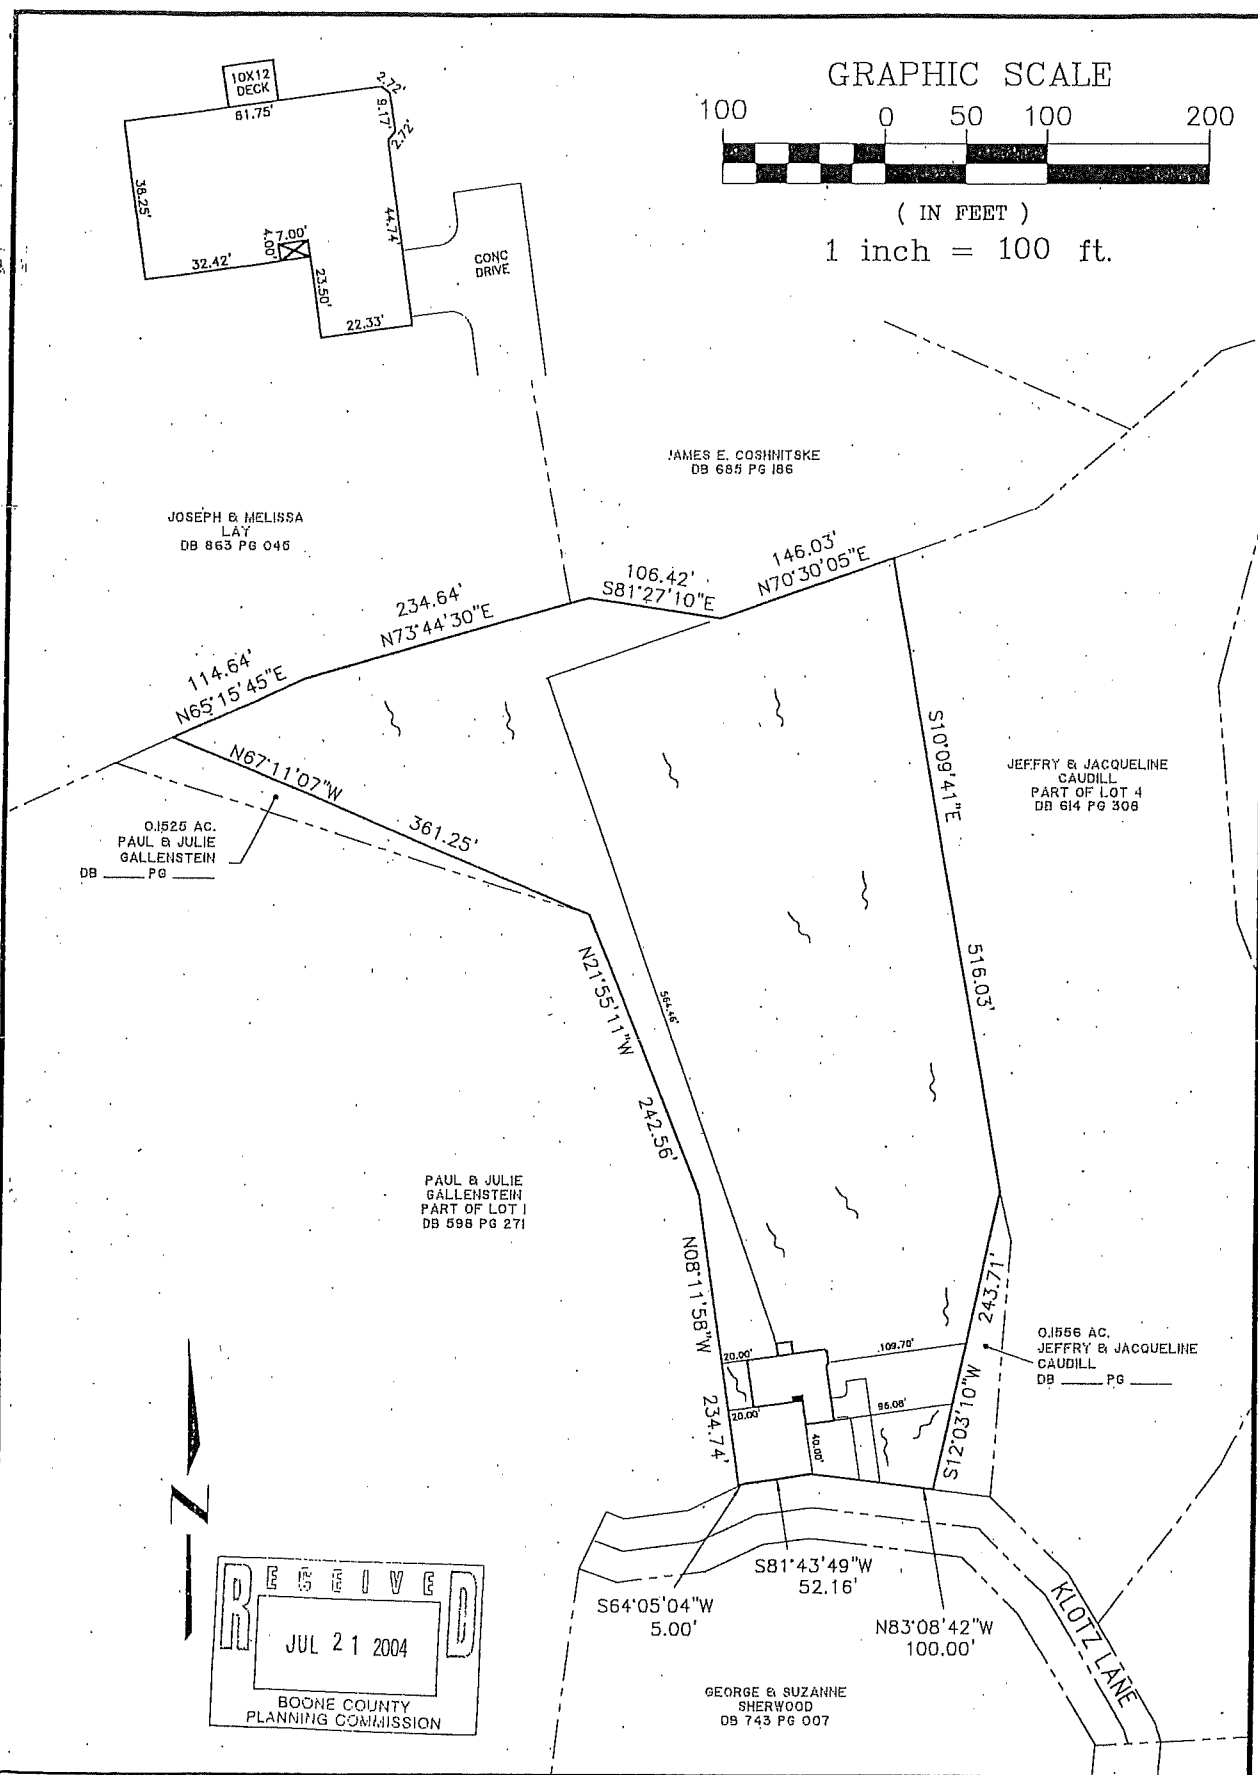 GRAPHIC SCALE
100 0 50 100 200
( IN FEET )
1 inch = 100 ft.
10X12
DECK
61.75'
2.72'
9.17'
2.72'
38.25'
44.74'
4.00'
7.00'
32.42'
23.50'
22.33'
CONC
DRIVE
JAMES E. COSHNITSKE
DB 685 PG 186
JOSEPH & MELISSA
LAY
DB 863 PG 046
146.03'
N70°30'05"E
106.42'
S81°27'10"E
234.64'
N73°44'30"E
114.64'
N65°15'45"E
N67°11'07"W
361.25'
S10°09'41"E
516.03'
JEFFRY & JACQUELINE
CAUDILL
PART OF LOT 4
DB 614 PG 308
0.1525 AC.
PAUL & JULIE
GALLENSTEIN
DB ____ PG ____
N21°55'11"W
242.56'
564.46'
PAUL & JULIE
GALLENSTEIN
PART OF LOT 1
DB 598 PG 271
N08°11'58"W
234.74'
243.71'
S12°03'10"W
20.00'
109.70'
20.00'
96.08'
40.00'
0.1556 AC.
JEFFRY & JACQUELINE
CAUDILL
DB ____ PG ____
N
S81°43'49"W
52.16'
S64°05'04"W
5.00'
N83°08'42"W
100.00'
KLOTZ LANE
GEORGE & SUZANNE
SHERWOOD
DB 743 PG 007
RECEIVED
JUL 21 2004
BOONE COUNTY
PLANNING COMMISSION